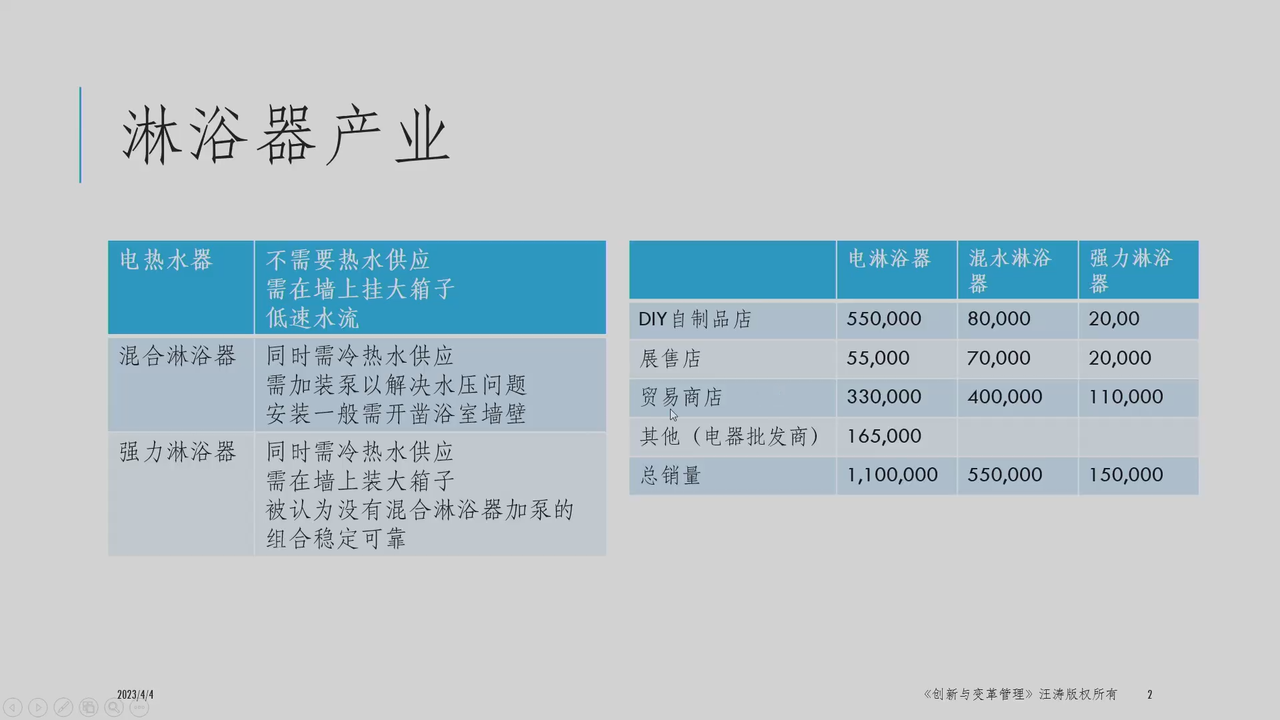 淋浴器产业
电热水器
不需要热水供应
需在墙上挂大箱子
低速水流
混合淋浴器
同时需冷热水供应
需加装泵以解决水压问题
安装一般需开凿浴室墙壁
强力淋浴器
同时需冷热水供应
需在墙上装大箱子
被认为没有混合淋浴器加泵的
组合稳定可靠
电淋浴器 混水淋浴 强力淋浴
器 器
DIY自制品店 550,000 80,000 20,00
展售店 55,000 70,000 20,000
贸易商店 330,000 400,000 110,000
其他（电器批发商） 165,000
总销量 1,100,000 550,000 150,000
2023/4/4 《创新与变革管理》汪涛版权所有 2